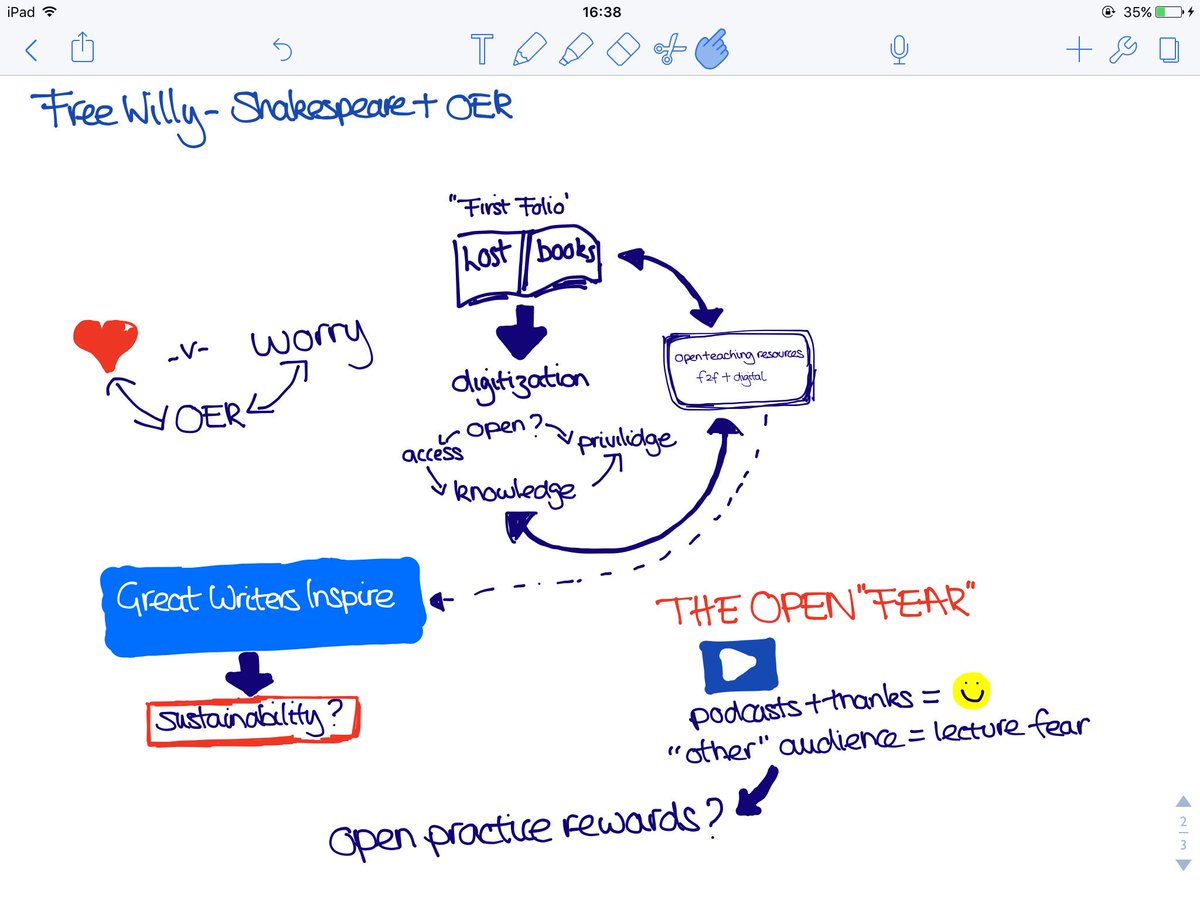 iPad
16:38
35%
T
Free Willy - Shakespeare + OER
"First Folio'
Lost books
-v- worry
OER
open teaching resources
f2f + digital
digitization
open?
access
privilidge
knowledge
Great Writers Inspire
sustainability?
THE OPEN "FEAR"
podcasts + thanks =
"other" audience = lecture fear
open practice rewards?
2
3